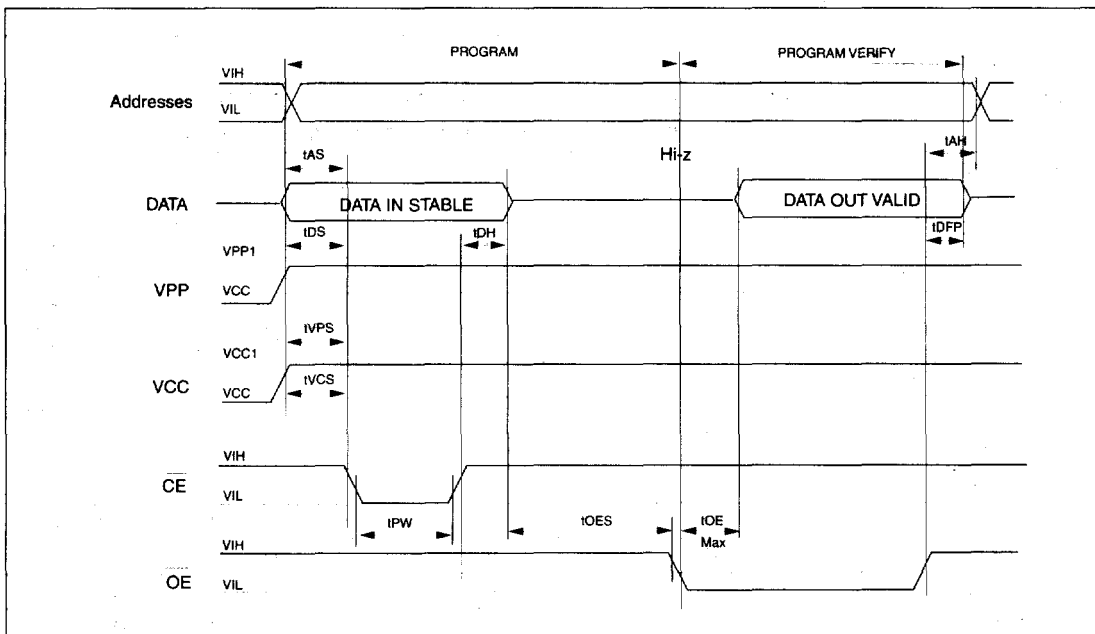 PROGRAM
PROGRAM VERIFY
VIH
Addresses
VIL
tAS
Hi-z
tAH
DATA
DATA IN STABLE
DATA OUT VALID
tDS
tDH
tDFP
VPP1
VPP
VCC
tVPS
VCC1
VCC
VCC
tVCS
VIH
CE
VIL
tPW
tOES
tOE
Max
VIH
OE
VIL